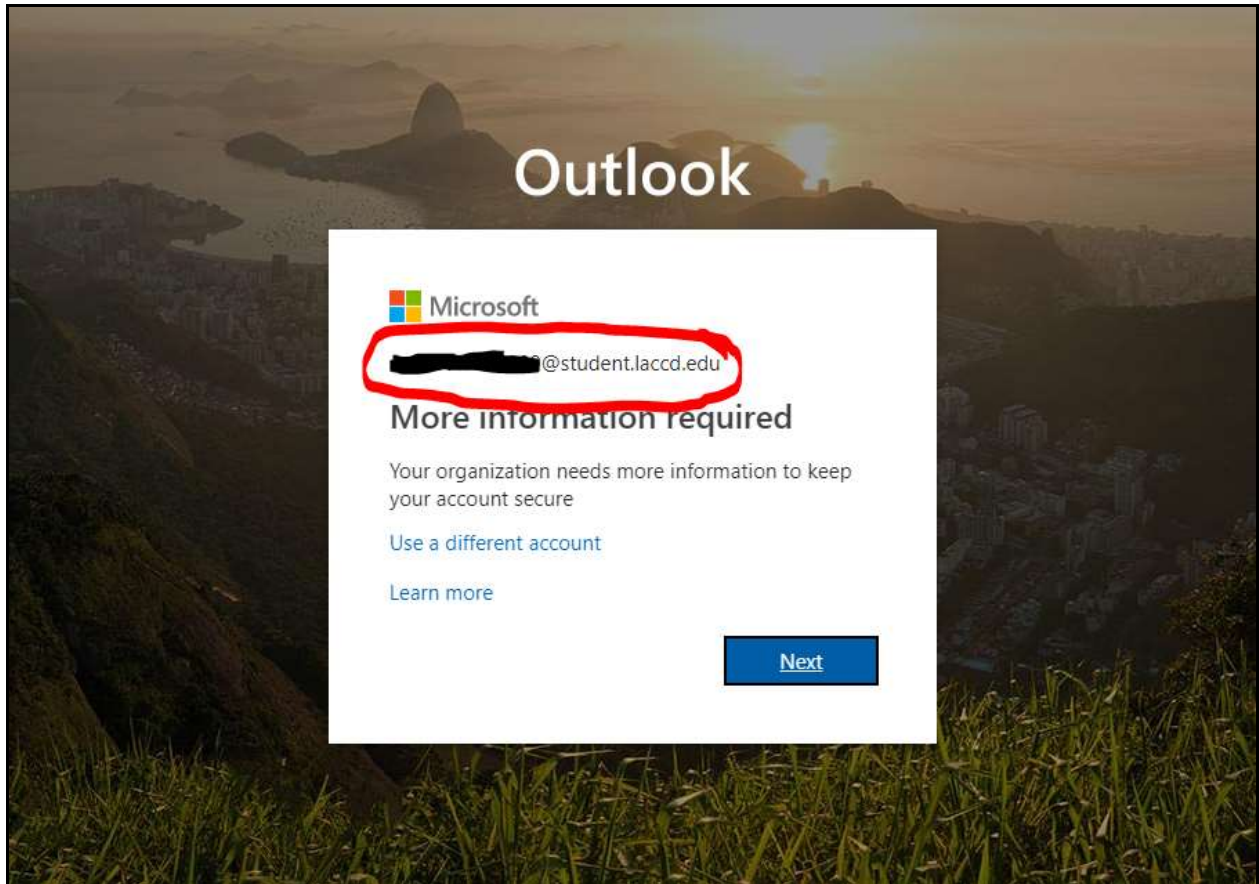 Outlook
Microsoft
@student.laccd.edu
More information required
Your organization needs more information to keep
your account secure
Use a different account
Learn more
Next